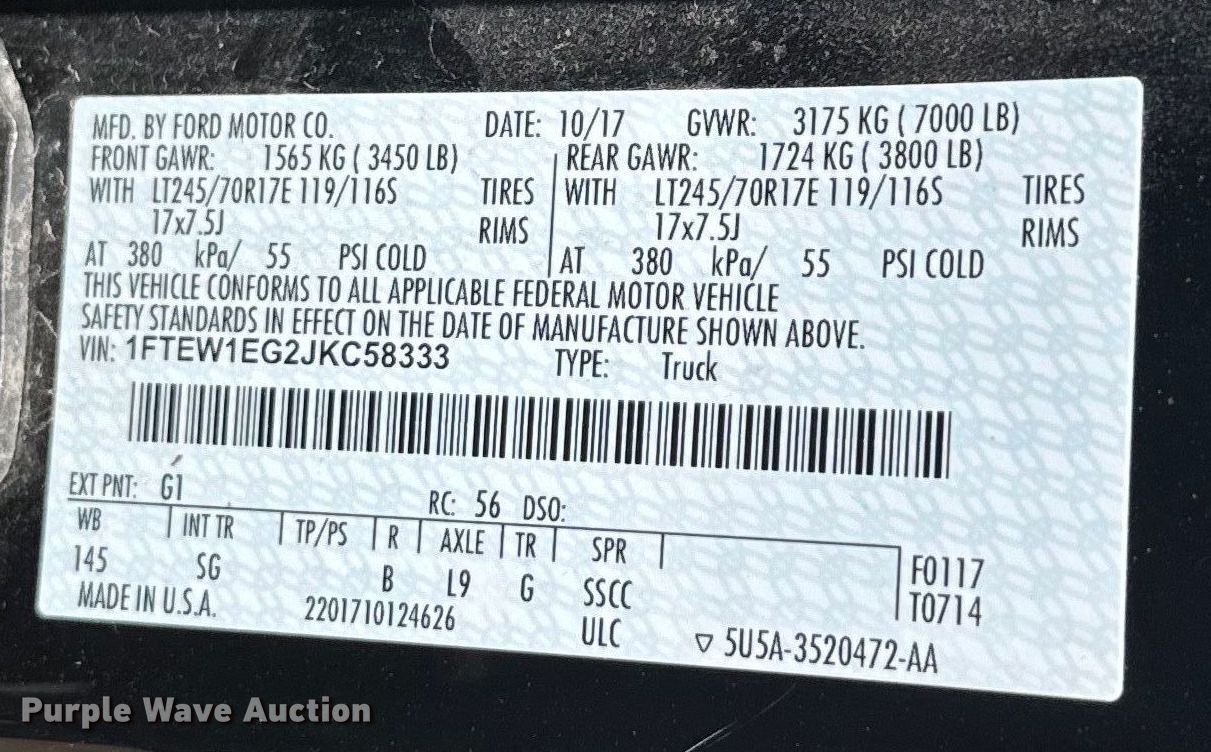 MFD. BY FORD MOTOR CO. DATE: 10/17 GVWR: 3175 KG ( 7000 LB)
FRONT GAWR: 1565 KG ( 3450 LB) REAR GAWR: 1724 KG ( 3800 LB)
WITH LT245/70R17E 119/116S TIRES WITH LT245/70R17E 119/116S TIRES
17x7.5J RIMS 17x7.5J RIMS
AT 380 kPa/ 55 PSI COLD AT 380 kPa/ 55 PSI COLD
THIS VEHICLE CONFORMS TO ALL APPLICABLE FEDERAL MOTOR VEHICLE
SAFETY STANDARDS IN EFFECT ON THE DATE OF MANUFACTURE SHOWN ABOVE.
VIN: 1FTEW1EG2JKC58333 TYPE: Truck
EXT PNT: G1 RC: 56 DSO:
WB INT TR TP/PS R AXLE TR SPR
145 SG B L9 G SSCC F0117
ULC T0714
MADE IN U.S.A. 2201710124626 5U5A-3520472-AA
Purple Wave Auction